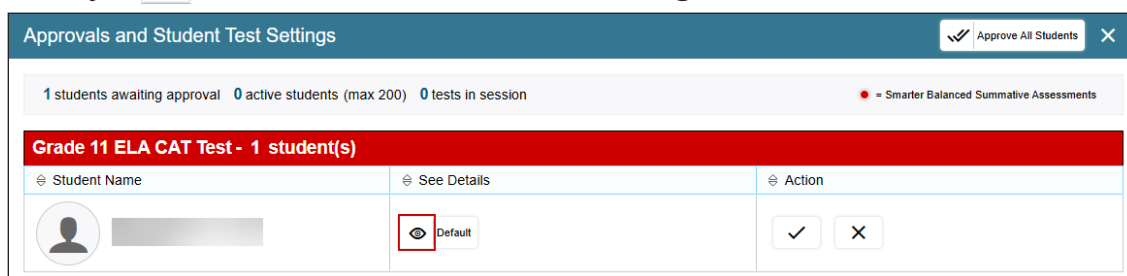 Approvals and Student Test Settings
Approve All Students
1 students awaiting approval 0 active students (max 200) 0 tests in session
= Smarter Balanced Summative Assessments
Grade 11 ELA CAT Test - 1 student(s)
Student Name See Details Action
Default